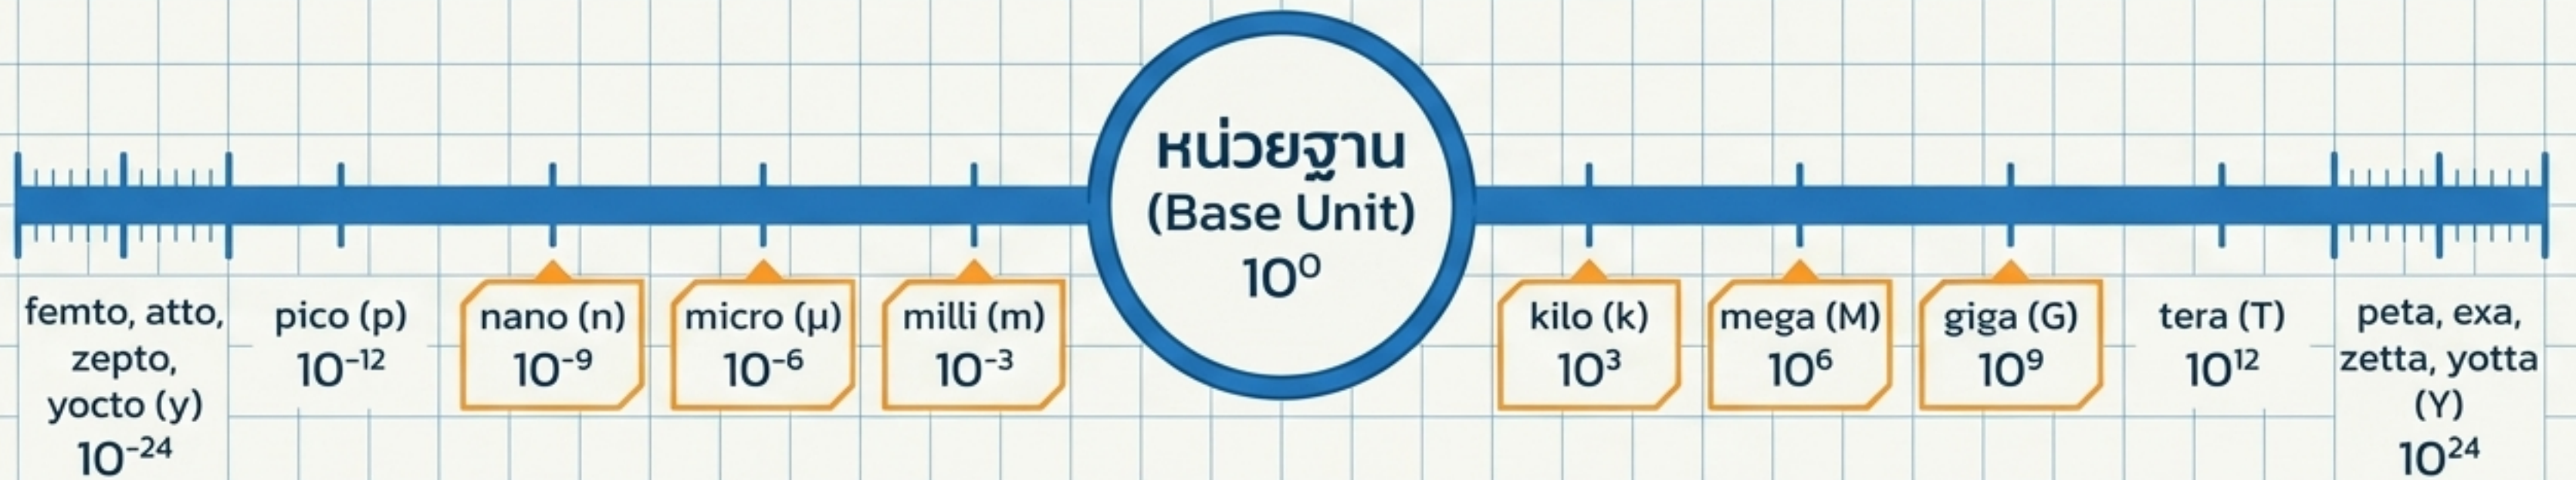 หน่วยฐาน
(Base Unit)
10⁰
femto, atto,
zepto,
yocto (y)
10⁻²⁴
pico (p)
10⁻¹²
nano (n)
10⁻⁹
micro (μ)
10⁻⁶
milli (m)
10⁻³
kilo (k)
10³
mega (M)
10⁶
giga (G)
10⁹
tera (T)
10¹²
peta, exa,
zetta, yotta
(Y)
10²⁴